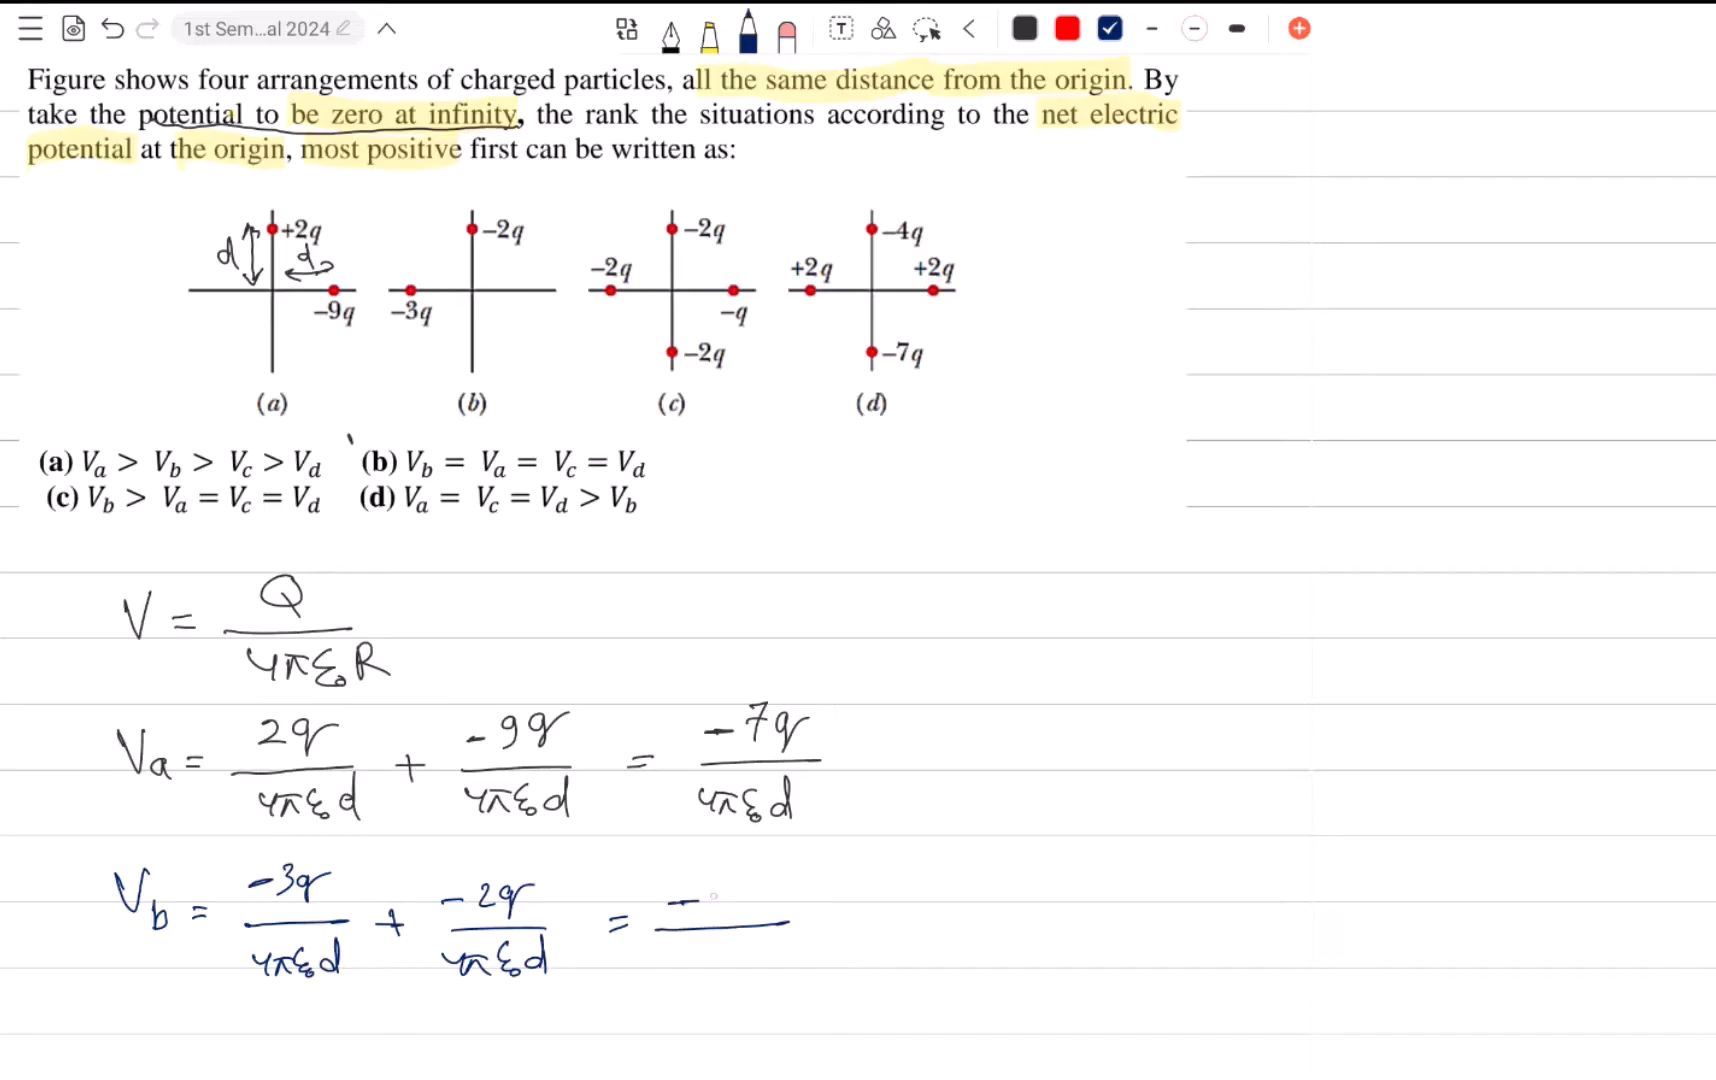 1st Sem...al 2024
T
Figure shows four arrangements of charged particles, all the same distance from the origin. By
take the potential to be zero at infinity, the rank the situations according to the net electric
potential at the origin, most positive first can be written as:
+2q
d
d
−9q
(a)
−2q
−3q
(b)
−2q
−2q
−q
−2q
(c)
−4q
+2q
+2q
−7q
(d)
(a) Va > Vb > Vc > Vd (b) Vb = Va = Vc = Vd
(c) Vb > Va = Vc = Vd (d) Va = Vc = Vd > Vb
V = Q / 4πε₀R
Va = 2q / 4πε₀d + −9q / 4πε₀d = −7q / 4πε₀d
Vb = −3q / 4πε₀d + −2q / 4πε₀d = −